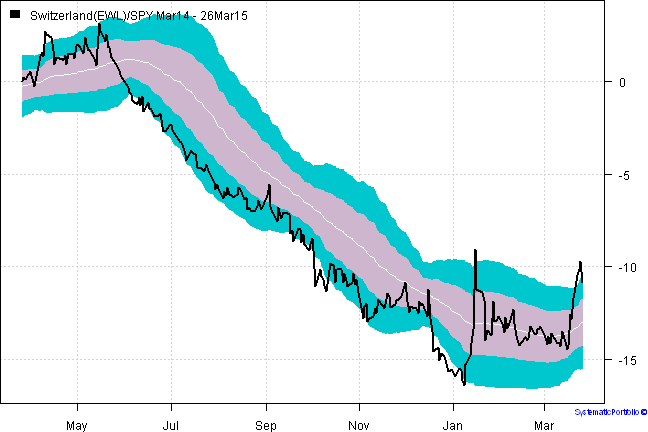 Switzerland(EWL)/SPY Mar14 - 26Mar15
0
-5
-10
-15
May Jul Sep Nov Jan Mar
SystematicPortfolio ©